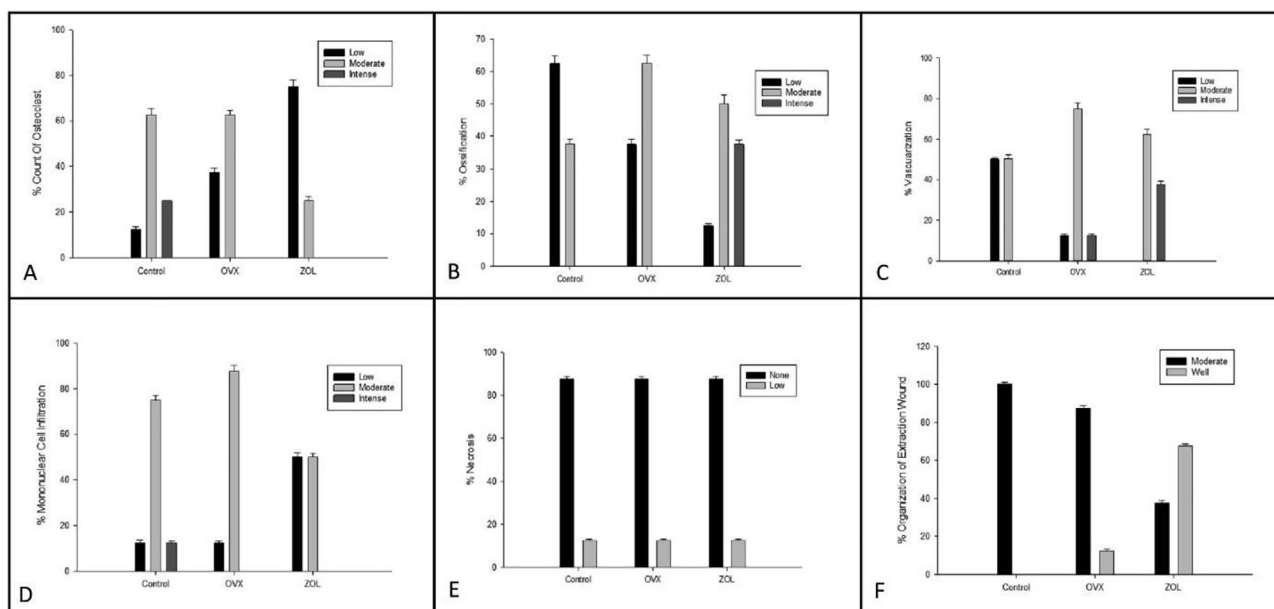 % Count Of Osteoclast
100
80
60
40
20
0
Low
Moderate
Intense
Control OVX ZOL
A
% Ossification
70
60
50
40
30
20
10
0
Low
Moderate
Intense
Control OVX ZOL
B
% Vascuarization
100
80
60
40
20
0
Low
Moderate
Intense
Control OVX ZOL
C
% Mononuclear Cell Infiltration
100
80
60
40
20
0
Low
Moderate
Intense
Control OVX ZOL
D
% Necrosis
100
80
60
40
20
0
None
Low
Control OVX ZOL
E
% Organization of Extraction Wound
120
100
80
60
40
20
0
Moderate
Well
Control OVX ZOL
F